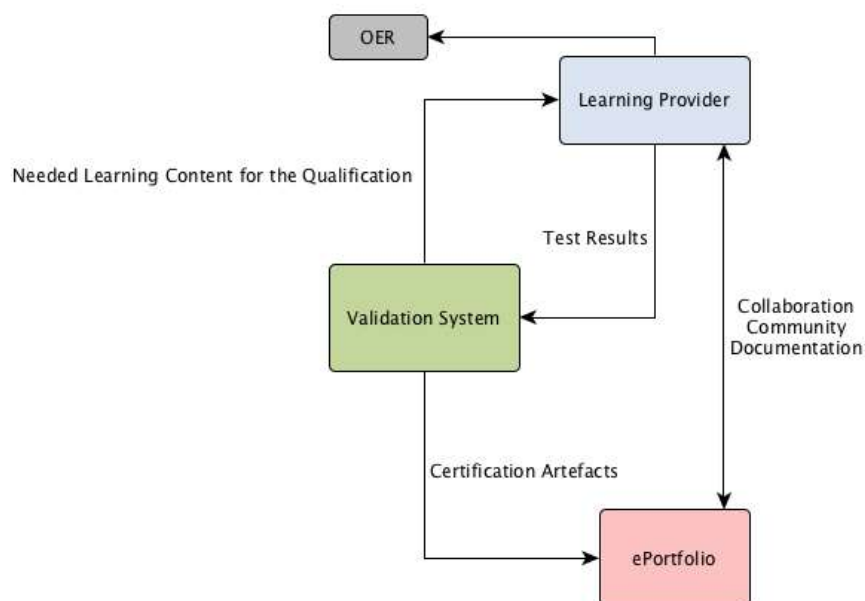 OER
Learning Provider
Needed Learning Content for the Qualification
Test Results
Validation System
Collaboration
Community
Documentation
Certification Artefacts
ePortfolio